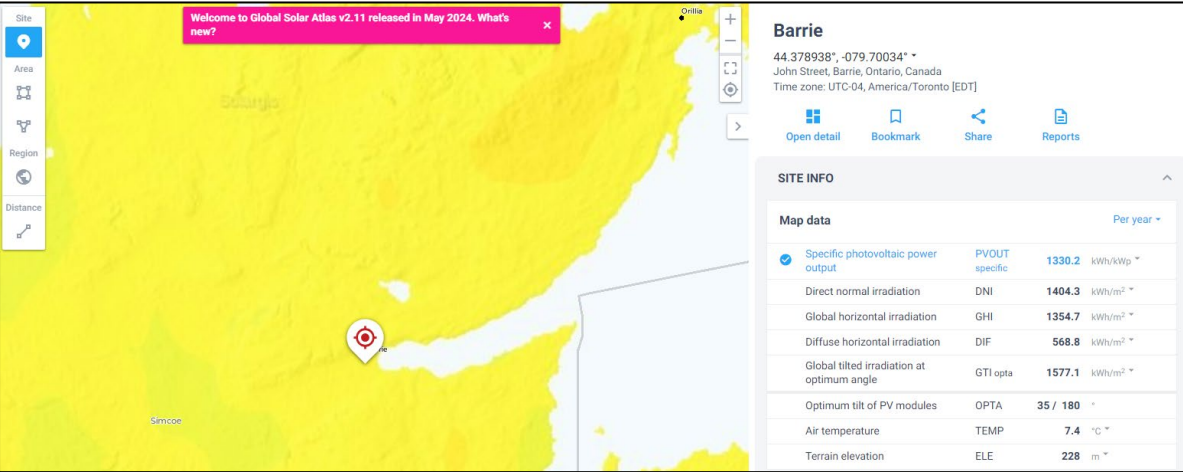 Site
Area
Region
Distance
Welcome to Global Solar Atlas v2.11 released in May 2024. What's
new?
×
Orillia
Solargis
Simcoe
rie
Barrie
44.378938°, -079.70034°
John Street, Barrie, Ontario, Canada
Time zone: UTC-04, America/Toronto [EDT]
Open detail Bookmark Share Reports
SITE INFO
Map data Per year
Specific photovoltaic power
output PVOUT
specific 1330.2 kWh/kWp
Direct normal irradiation DNI 1404.3 kWh/m²
Global horizontal irradiation GHI 1354.7 kWh/m²
Diffuse horizontal irradiation DIF 568.8 kWh/m²
Global tilted irradiation at
optimum angle GTI opta 1577.1 kWh/m²
Optimum tilt of PV modules OPTA 35 / 180 °
Air temperature TEMP 7.4 °C
Terrain elevation ELE 228 m